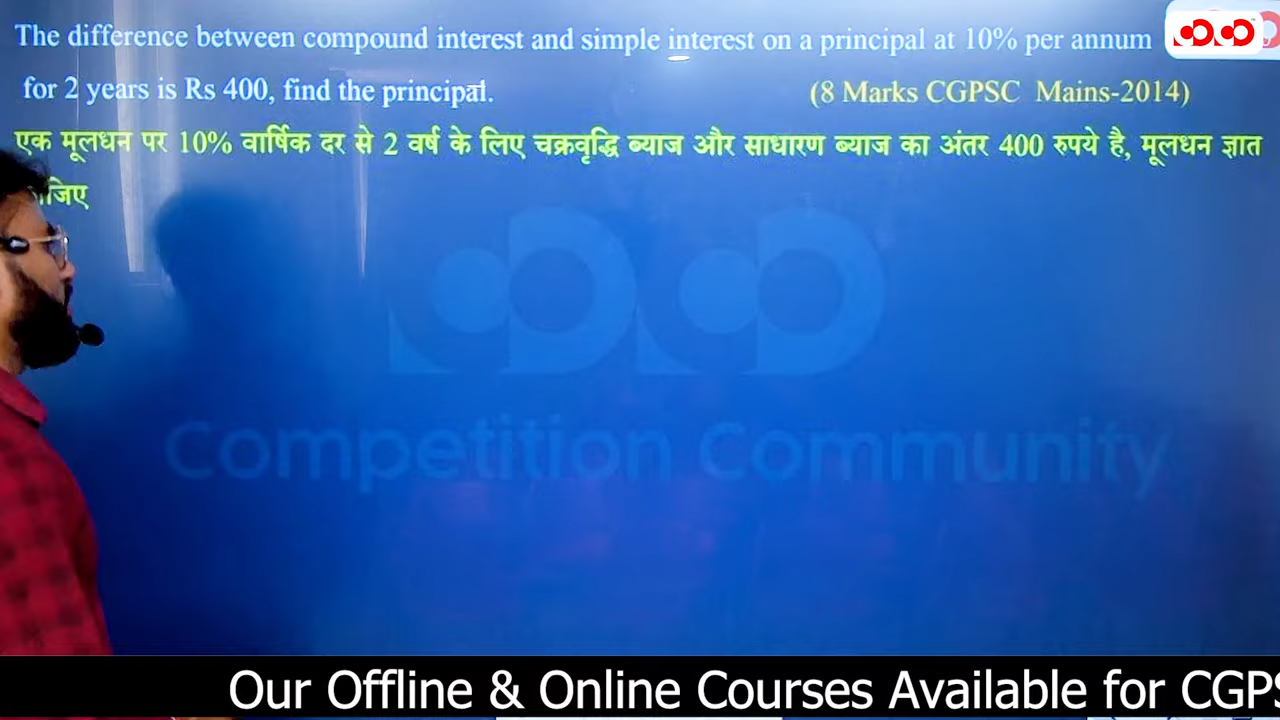 The difference between compound interest and simple interest on a principal at 10% per annum
for 2 years is Rs 400, find the principal. (8 Marks CGPSC Mains-2014)
एक मूलधन पर 10% वार्षिक दर से 2 वर्ष के लिए चक्रवृद्धि ब्याज और साधारण ब्याज का अंतर 400 रुपये है, मूलधन ज्ञात
Competition Community
Our Offline & Online Courses Available for